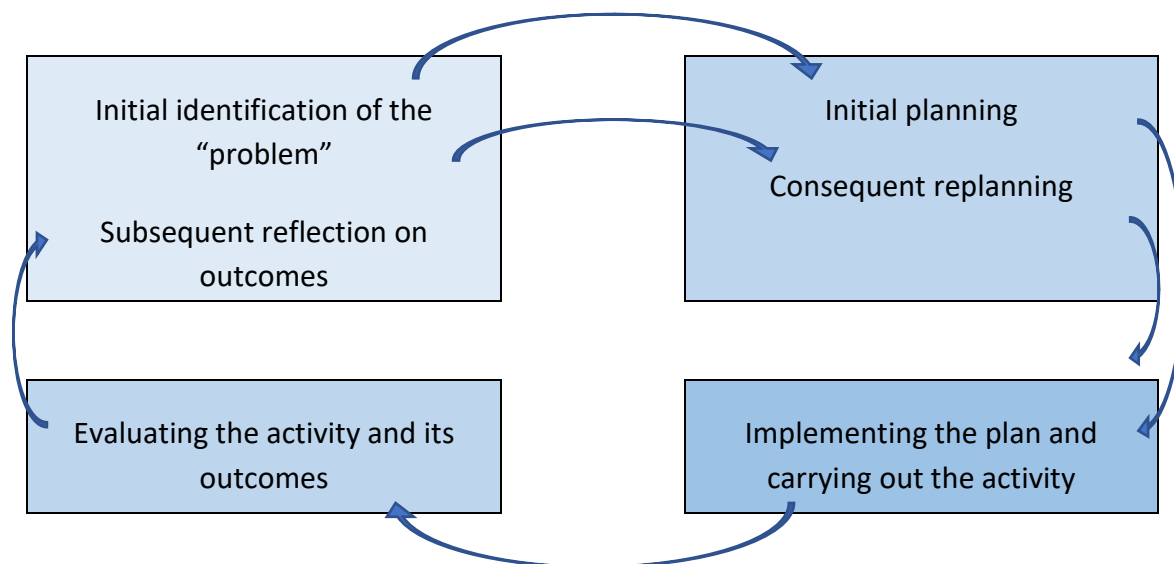 Initial identification of the
“problem”
Subsequent reflection on
outcomes
Initial planning
Consequent replanning
Evaluating the activity and its
outcomes
Implementing the plan and
carrying out the activity